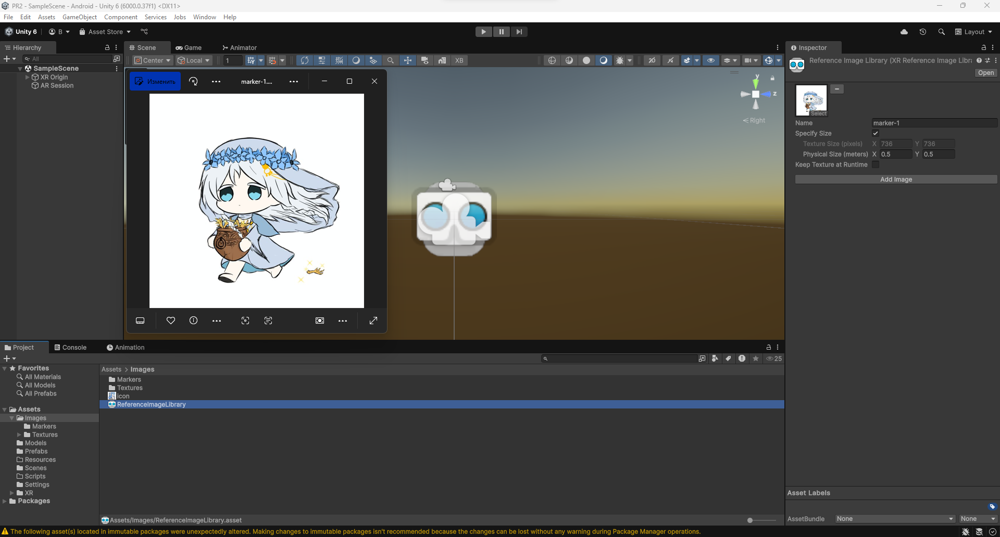 PR2 - SampleScene - Android - Unity 6 (6000.0.37f1) <DX11>
File Edit Assets GameObject Component Services Jobs Window Help
Unity 6 B Asset Store Layout
Hierarchy
All
SampleScene
XR Origin
AR Session
Scene Game Animator
Center Local 1 2D XB
Изменить marker-1....
y
z
Right
Inspector
Reference Image Library (XR Reference Image Libra
Open
Select
Name marker-1
Specify Size
Texture Size (pixels) X 736 Y 736
Physical Size (meters) X 0.5 Y 0.5
Keep Texture at Runtime
Add Image
Project Console Animation
25
Favorites
All Materials
All Models
All Prefabs
Assets
Images
Markers
Textures
Models
Prefabs
Resources
Scenes
Scripts
Settings
XR
Packages
Assets > Images
Markers
Textures
icon
ReferenceImageLibrary
Assets/Images/ReferenceImageLibrary.asset
Asset Labels
AssetBundle None None
The following asset(s) located in immutable packages were unexpectedly altered. Making changes to immutable packages isn't recommended because the changes can be lost without any warning during Package Manager operations.